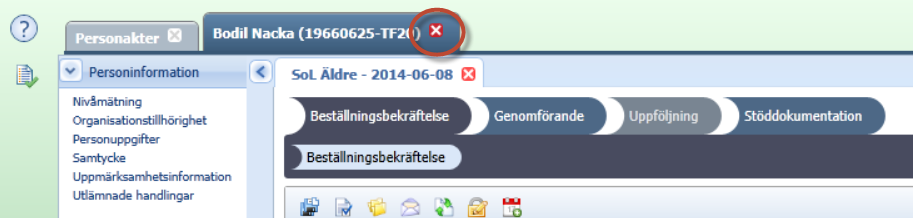 Personakter
Bodil Nacka (19660625-TF20)
Personinformation
SoL Äldre - 2014-06-08
Nivåmätning
Organisationstillhörighet
Personuppgifter
Samtycke
Uppmärksamhetsinformation
Utlämnade handlingar
Beställningsbekräftelse Genomförande Uppföljning Stöddokumentation
Beställningsbekräftelse